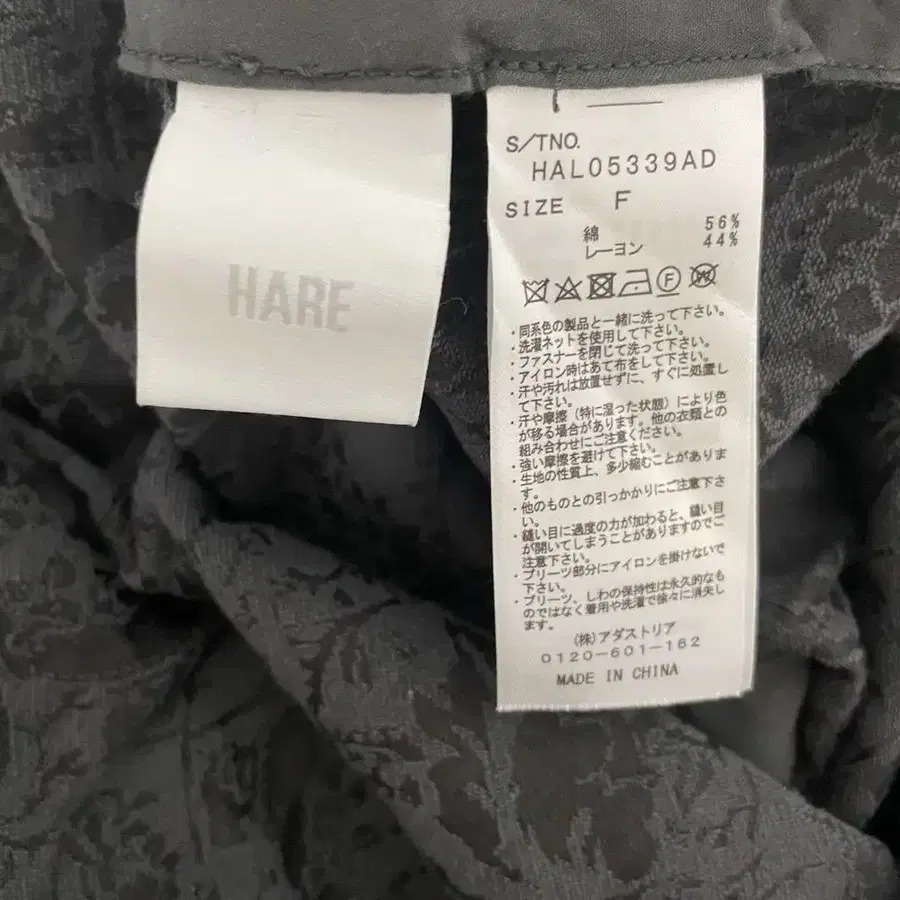 HARE
S/TNO.
HAL05339AD
SIZE F
綿 56%
レーヨン 44%
F
W
・同系色の製品と一緒に洗って下さい。
・洗濯ネットを使用して下さい。
・ファスナーを閉じて洗って下さい。
・アイロン時はあて布をして下さい。
・汗や汚れは放置せずに、すぐに処置し
て下さい。
・汗や摩擦（特に湿った状態）により色
が移る場合があります。他の衣類との
組み合わせにご注意ください。
・強い摩擦を避けて下さい。
・生地の性質上、多少縮むことがありま
す。
・他のものとの引っかかりにご注意下さ
い。
・縫い目に過度の力が加わると、縫い目
が開いてしまうことがありますのでご
注意下さい。
・プリーツ部分にアイロンを掛けないで
下さい。
・プリーツ、しわの保持性は永久的なも
のではなく着用や洗濯で徐々に消失し
ます。
(株)アダストリア
0120-601-162
MADE IN CHINA